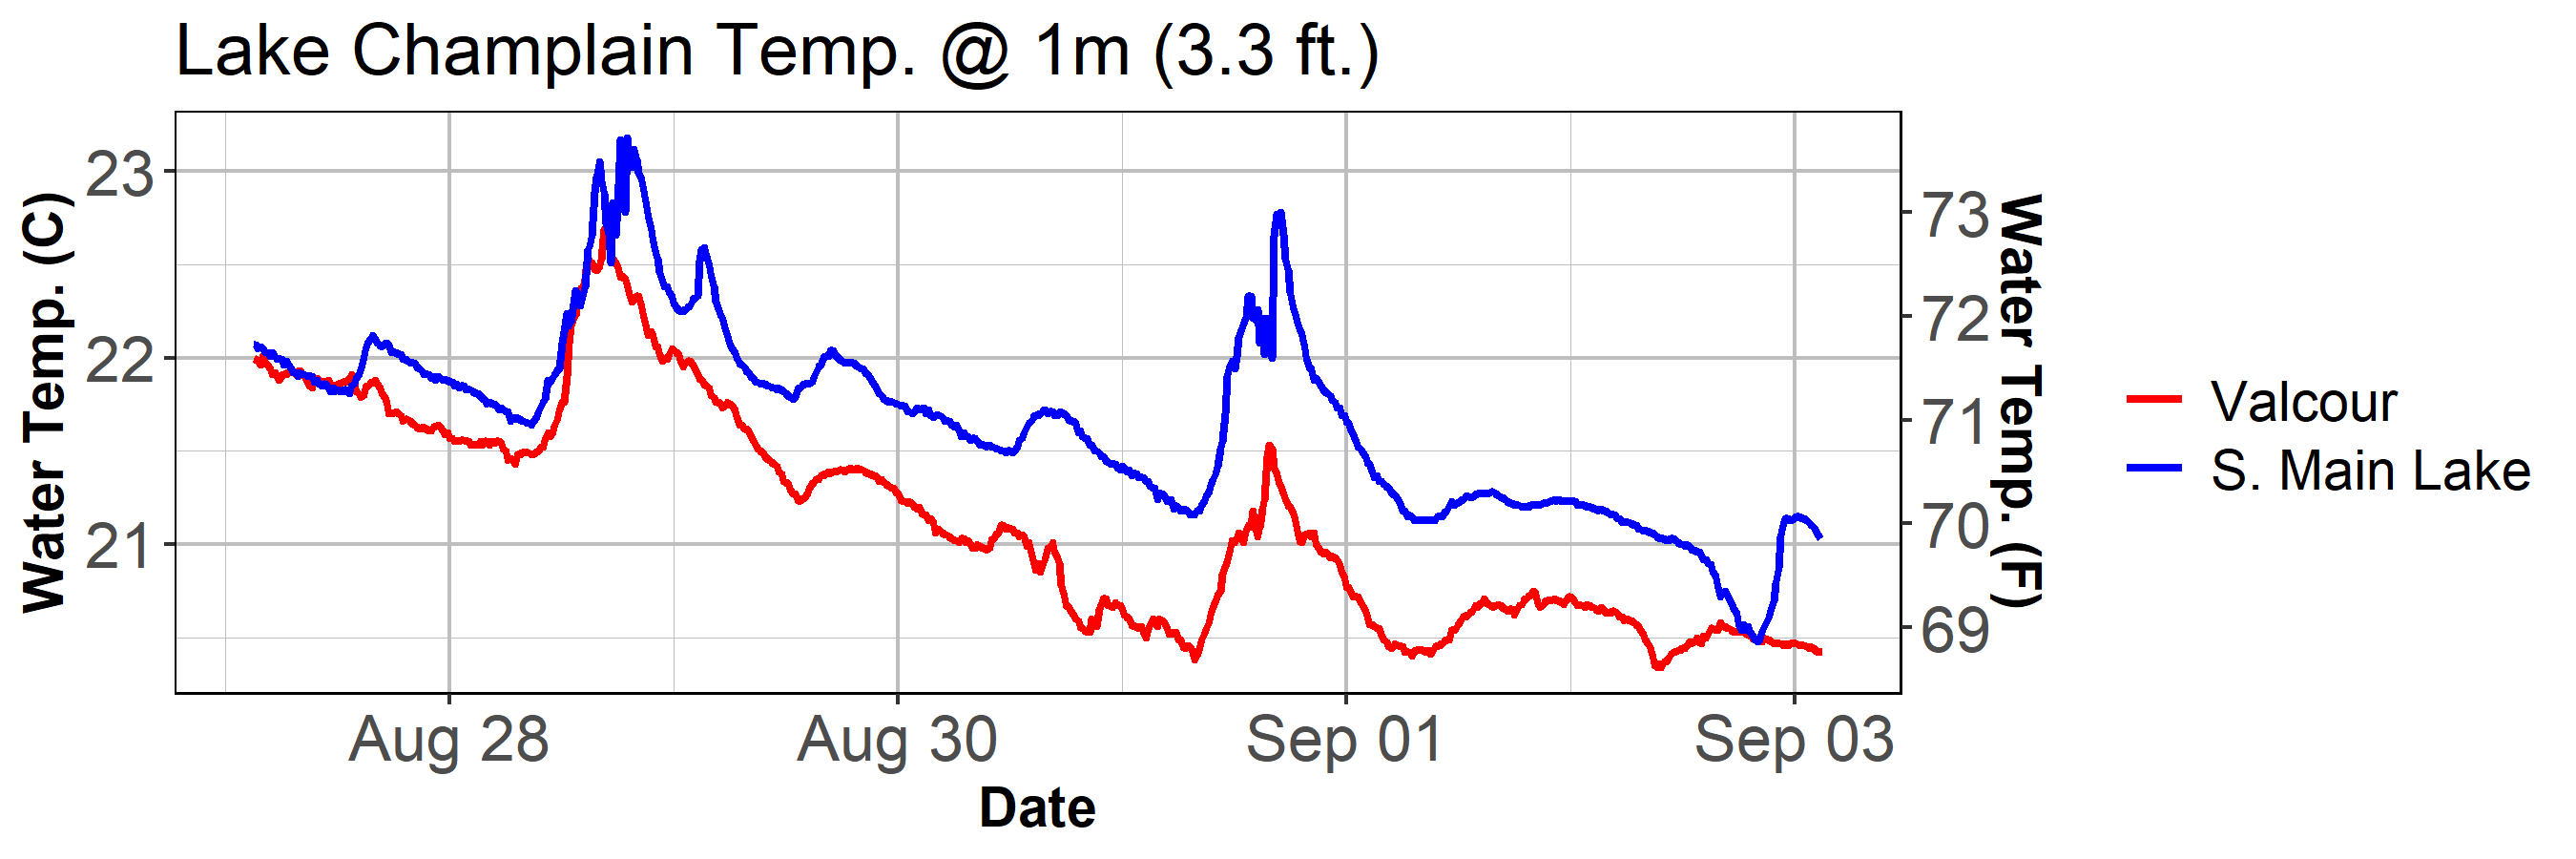 Lake Champlain Temp. @ 1m (3.3 ft.)
Water Temp. (C)
23
22
21
73
72
71
70
69
Water Temp. (F)
Aug 28
Aug 30
Sep 01
Sep 03
Date
Valcour
S. Main Lake